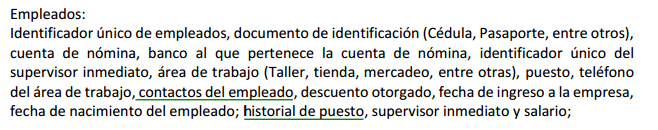 Empleados:
Identificador único de empleados, documento de identificación (Cédula, Pasaporte, entre otros),
cuenta de nómina, banco al que pertenece la cuenta de nómina, identificador único del
supervisor inmediato, área de trabajo (Taller, tienda, mercadeo, entre otras), puesto, teléfono
del área de trabajo, contactos del empleado, descuento otorgado, fecha de ingreso a la empresa,
fecha de nacimiento del empleado; historial de puesto, supervisor inmediato y salario;